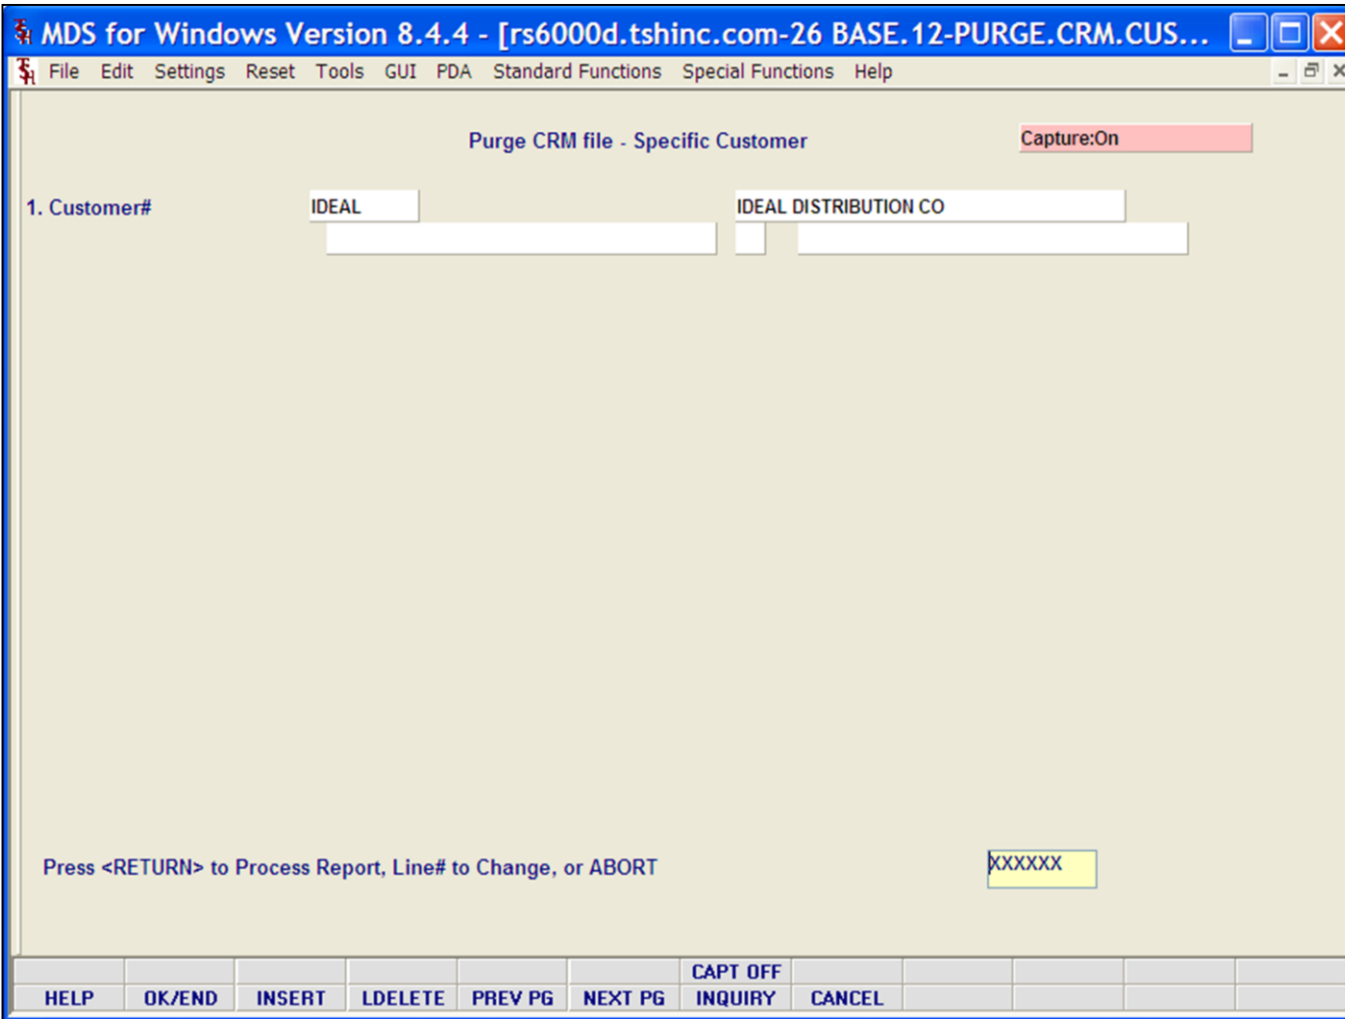 MDS for Windows Version 8.4.4 - [rs6000d.tshinc.com-26 BASE.12-PURGE.CRM.CUS...
File Edit Settings Reset Tools GUI PDA Standard Functions Special Functions Help
Purge CRM file - Specific Customer Capture:On
1. Customer# IDEAL IDEAL DISTRIBUTION CO
Press <RETURN> to Process Report, Line# to Change, or ABORT XXXXXX
CAPT OFF
HELP OK/END INSERT LDELETE PREV PG NEXT PG INQUIRY CANCEL